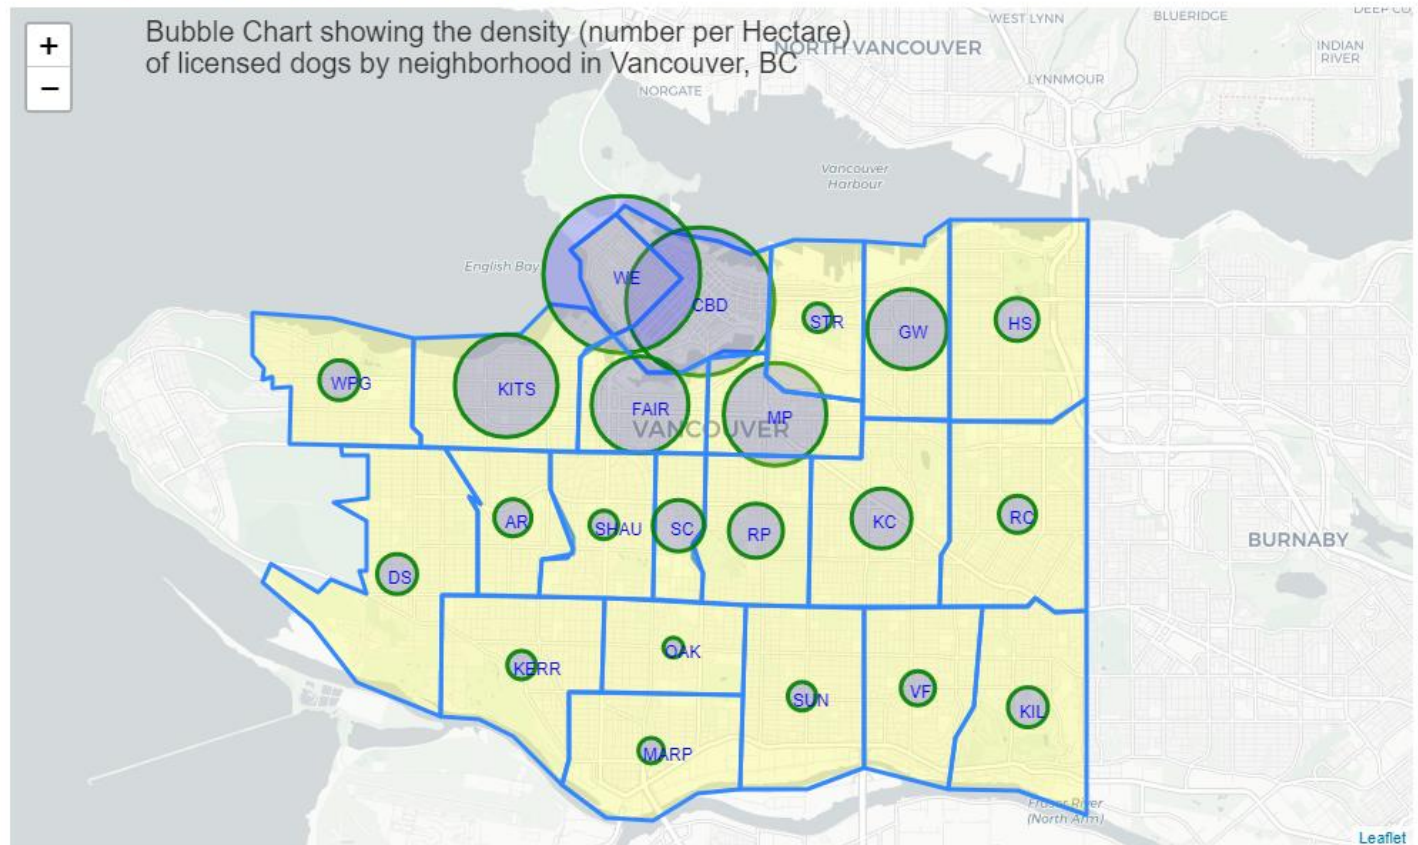 +
−
Bubble Chart showing the density (number per Hectare)
of licensed dogs by neighborhood in Vancouver, BC
WEST LYNN
BLUERIDGE
NORTH VANCOUVER
INDIAN
RIVER
LYNNMOUR
NORGATE
Vancouver
Harbour
English Bay
WE
CBD
STR
GW
HS
WPG
KITS
FAIR
MP
VANCOUVER
AR
SHAU
SC
RP
KC
RC
BURNABY
DS
KERR
OAK
SUN
VF
KIL
MARP
Fraser River
(North Arm)
Leaflet